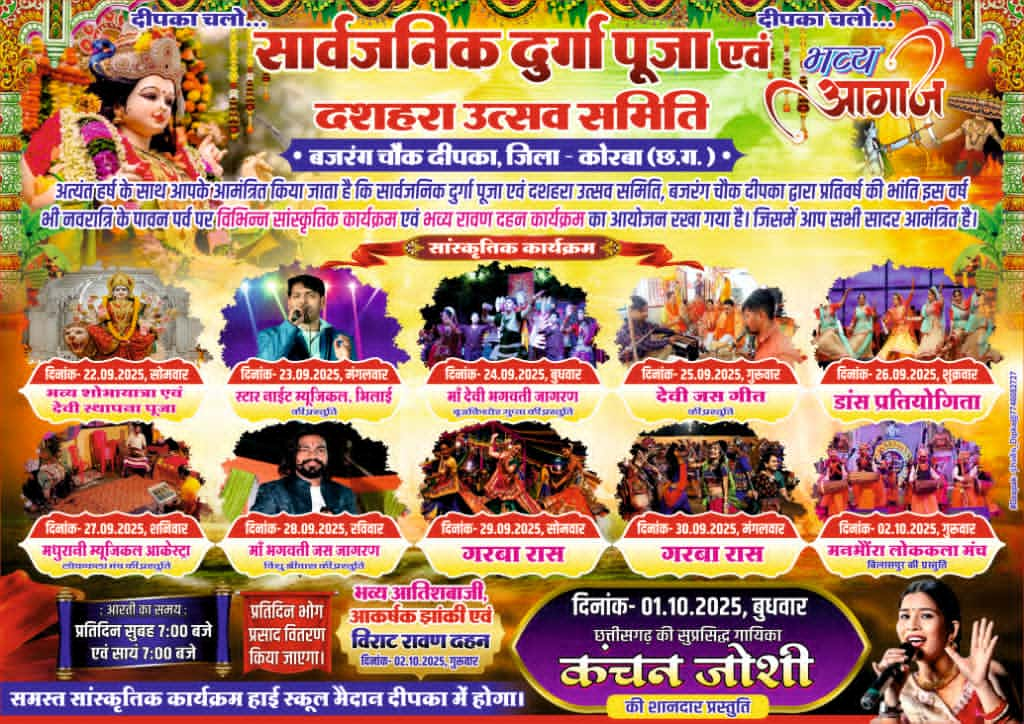 दीपका चलो...
दीपका चलो...
सार्वजनिक दुर्गा पूजा एवं
दशहरा उत्सव समिति
भव्य
आगाज
• बजरंग चौक दीपका, जिला - कोरबा (छ.ग.) •
अत्यंत हर्ष के साथ आपके आमंत्रित किया जाता है कि सार्वजनिक दुर्गा पूजा एवं दशहरा उत्सव समिति, बजरंग चौक दीपका द्वारा प्रतिवर्ष की भांति इस वर्ष
भी नवरात्रि के पावन पर्व पर विभिन्न सांस्कृतिक कार्यक्रम एवं भव्य रावण दहन कार्यक्रम का आयोजन रखा गया है। जिसमें आप सभी सादर आमंत्रित है।
सांस्कृतिक कार्यक्रम
दिनांक- 22.09.2025, सोमवार
भव्य शोभायात्रा एवं
देवी स्थापना पूजा
दिनांक- 23.09.2025, मंगलवार
स्टार नाईट म्यूजिकल, भिलाई
की प्रस्तुति
दिनांक- 24.09.2025, बुधवार
माँ देवी भगवती जागरण
बृजकिशोर गुप्ता की प्रस्तुति
दिनांक- 25.09.2025, गुरूवार
देवी जस गीत
की प्रस्तुति
दिनांक- 26.09.2025, शुक्रवार
डांस प्रतियोगिता
दिनांक- 27.09.2025, शनिवार
मधुरानी म्यूजिकल आकेस्ट्रा
लोककला मंच की प्रस्तुति
दिनांक- 28.09.2025, रविवार
माँ भगवती जस जागरण
की प्रस्तुति
दिनांक- 29.09.2025, सोमवार
गरबा रास
दिनांक- 30.09.2025, मंगलवार
गरबा रास
दिनांक- 02.10.2025, गुरूवार
मनमौंरा लोककला मंच
बिलासपुर की प्रस्तुति
: आरती का समय :
प्रतिदिन सुबह 7:00 बजे
एवं सायं 7:00 बजे
प्रतिदिन भोग
प्रसाद वितरण
किया जाएगा।
भव्य आतिशबाजी,
आकर्षक झांकी एवं
विराट रावण दहन
दिनांक- 02.10.2025, गुरूवार
दिनांक- 01.10.2025, बुधवार
छत्तीसगढ़ की सुप्रसिद्ध गायिका
कंचन जोशी
की शानदार प्रस्तुति
समस्त सांस्कृतिक कार्यक्रम हाई स्कूल मैदान दीपका में होगा।